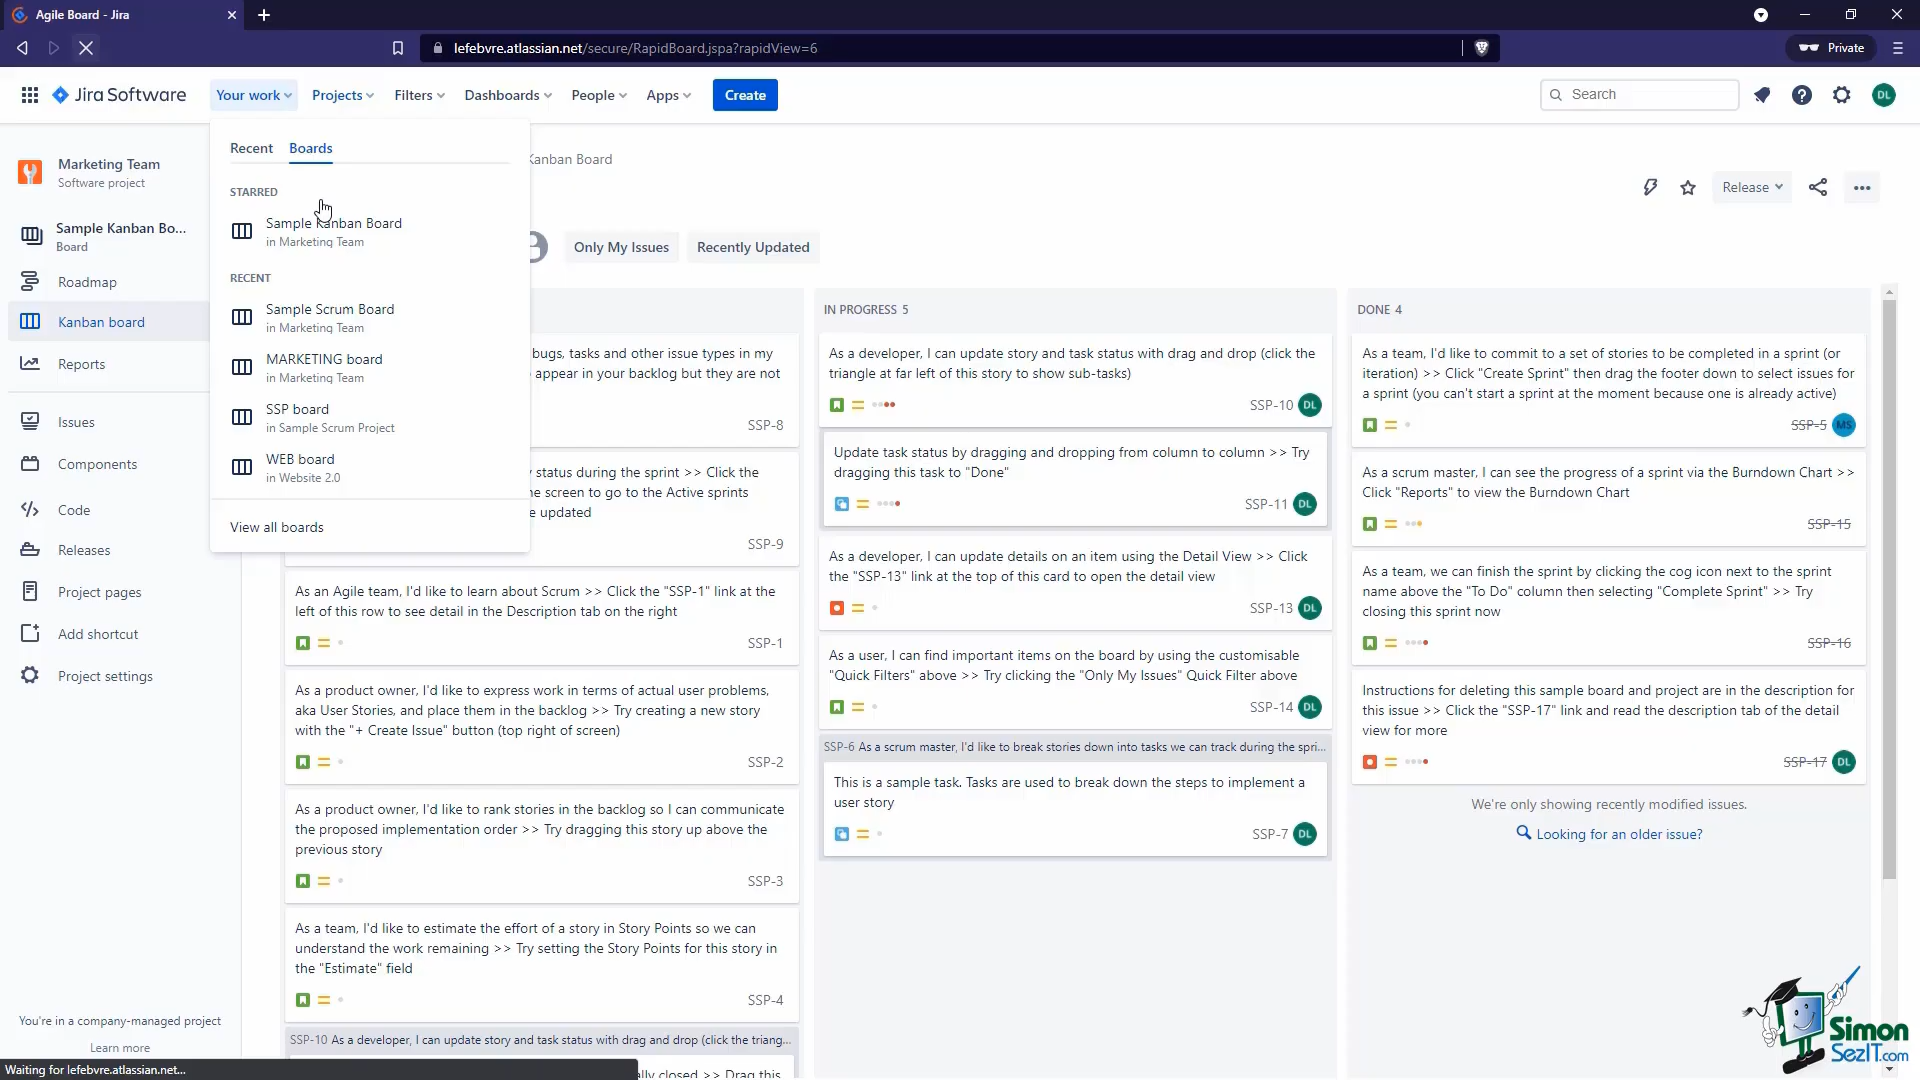 Agile Board - Jira
lefebvre.atlassian.net/secure/RapidBoard.jspa?rapidView=6
Private
Jira Software
Your work
Projects
Filters
Dashboards
People
Apps
Create
Search
DL
Marketing Team
Software project
Sample Kanban Bo...
Board
Roadmap
Kanban board
Reports
Issues
Components
Code
Releases
Project pages
Add shortcut
Project settings
You're in a company-managed project
Learn more
Waiting for lefebvre.atlassian.net...
Recent
Boards
STARRED
Sample Kanban Board
in Marketing Team
RECENT
Sample Scrum Board
in Marketing Team
MARKETING board
in Marketing Team
SSP board
in Sample Scrum Project
WEB board
in Website 2.0
View all boards
Kanban Board
Release
Only My Issues
Recently Updated
bugs, tasks and other issue types in my
appear in your backlog but they are not
SSP-8
status during the sprint >> Click the
screen to go to the Active sprints
updated
SSP-9
As an Agile team, I'd like to learn about Scrum >> Click the "SSP-1" link at the
left of this row to see detail in the Description tab on the right
SSP-1
As a product owner, I'd like to express work in terms of actual user problems,
aka User Stories, and place them in the backlog >> Try creating a new story
with the "+ Create Issue" button (top right of screen)
SSP-2
As a product owner, I'd like to rank stories in the backlog so I can communicate
the proposed implementation order >> Try dragging this story up above the
previous story
SSP-3
As a team, I'd like to estimate the effort of a story in Story Points so we can
understand the work remaining >> Try setting the Story Points for this story in
the "Estimate" field
SSP-4
SSP-10 As a developer, I can update story and task status with drag and drop (click the triang...
closed >> Drag this
IN PROGRESS 5
As a developer, I can update story and task status with drag and drop (click the
triangle at far left of this story to show sub-tasks)
SSP-10 DL
Update task status by dragging and dropping from column to column >> Try
dragging this task to "Done"
SSP-11 DL
As a developer, I can update details on an item using the Detail View >> Click
the "SSP-13" link at the top of this card to open the detail view
SSP-13 DL
As a user, I can find important items on the board by using the customisable
"Quick Filters" above >> Try clicking the "Only My Issues" Quick Filter above
SSP-14 DL
SSP-6 As a scrum master, I'd like to break stories down into tasks we can track during the spri...
This is a sample task. Tasks are used to break down the steps to implement a
user story
SSP-7 DL
DONE 4
As a team, I'd like to commit to a set of stories to be completed in a sprint (or
iteration) >> Click "Create Sprint" then drag the footer down to select issues for
a sprint (you can't start a sprint at the moment because one is already active)
SSP-5 MS
As a scrum master, I can see the progress of a sprint via the Burndown Chart >>
Click "Reports" to view the Burndown Chart
SSP-15
As a team, we can finish the sprint by clicking the cog icon next to the sprint
name above the "To Do" column then selecting "Complete Sprint" >> Try
closing this sprint now
SSP-16
Instructions for deleting this sample board and project are in the description for
this issue >> Click the "SSP-17" link and read the description tab of the detail
view for more
SSP-17 DL
We're only showing recently modified issues.
Looking for an older issue?
Simon
SezIT.com